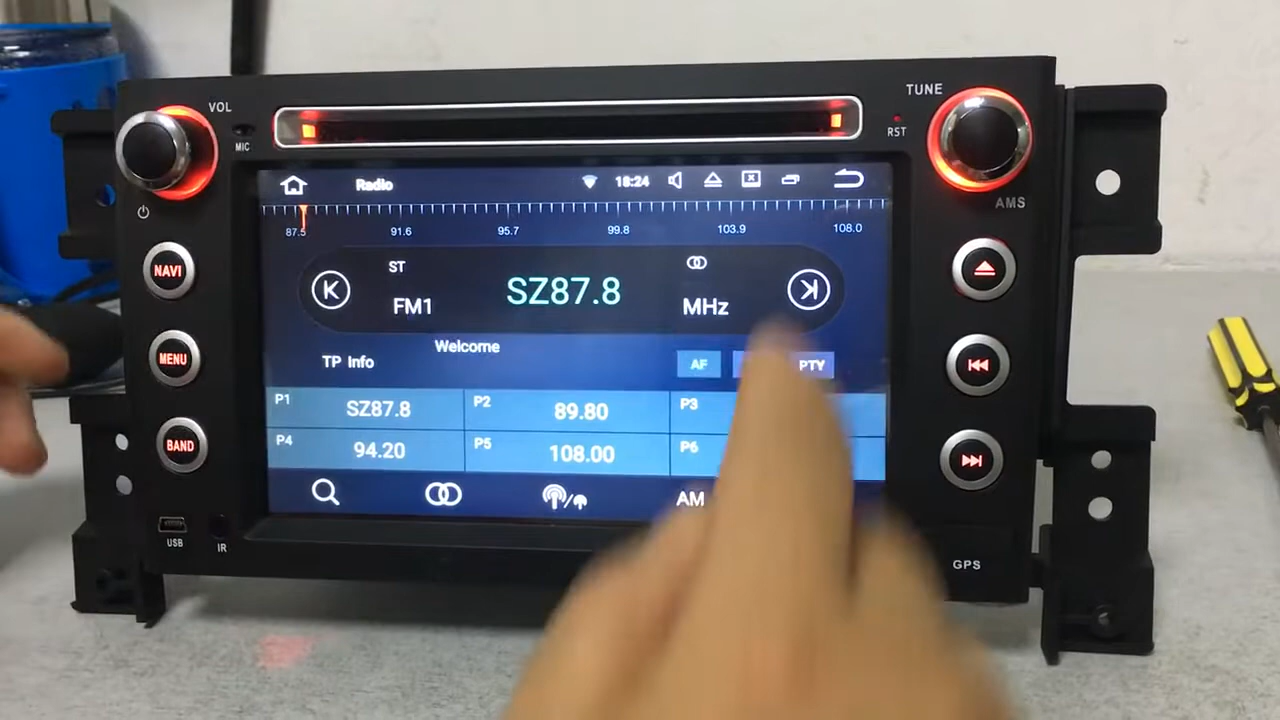 VOL
TUNE
MIC
RST
Radio
18:24
AMS
87.5 91.6 95.7 99.8 103.9 108.0
NAVI
ST
FM1
SZ87.8
MHz
MENU
TP Info
Welcome
AF
PTY
P1 SZ87.8
P2 89.80
P3
P4 94.20
P5 108.00
P6
BAND
AM
USB
IR
GPS